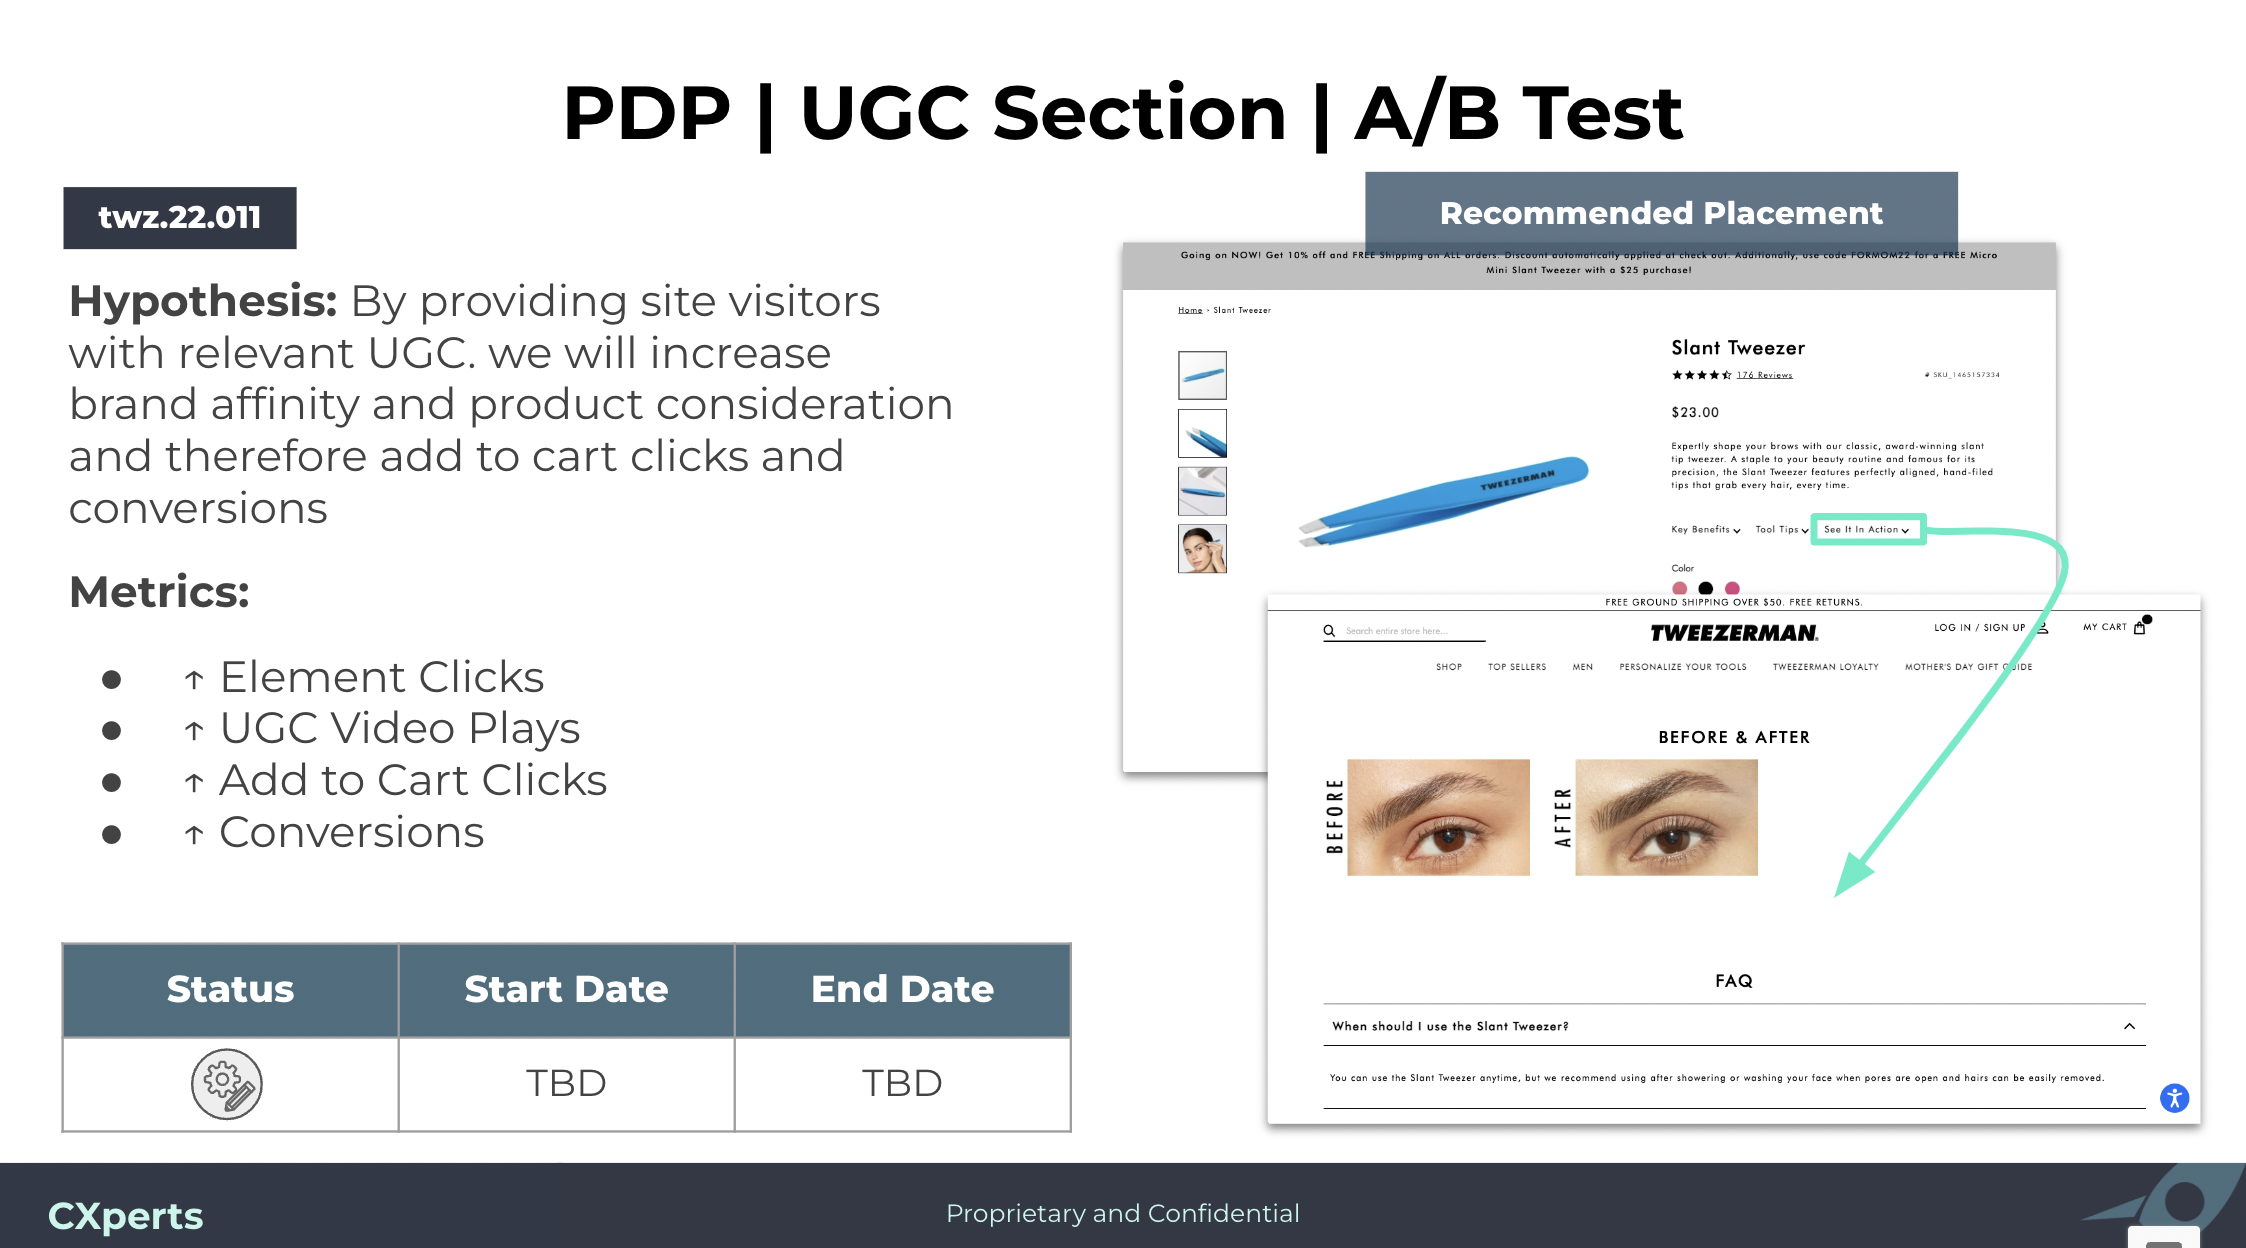 PDP | UGC Section | A/B Test
twz.22.011
Hypothesis: By providing site visitors
with relevant UGC. we will increase
brand affinity and product consideration
and therefore add to cart clicks and
conversions
Metrics:
● ↑ Element Clicks
● ↑ UGC Video Plays
● ↑ Add to Cart Clicks
● ↑ Conversions
Status Start Date End Date
TBD TBD
Recommended Placement
Going on NOW! Get 10% off and FREE Shipping on ALL orders. Discount automatically applied at check out. Additionally, use code FORMOM22 for a FREE Micro
Mini Slant Tweezer with a $25 purchase!
Home › Slant Tweezer
Slant Tweezer
176 Reviews
# SKU_1465157334
$23.00
Expertly shape your brows with our classic, award-winning slant
tip tweezer. A staple to your beauty routine and famous for its
precision, the Slant Tweezer features perfectly aligned, hand-filed
tips that grab every hair, every time.
Key Benefits Tool Tips See It In Action
Color
TWEEZERMAN
FREE GROUND SHIPPING OVER $50. FREE RETURNS.
Search entire store here...
TWEEZERMAN.
LOG IN / SIGN UP
MY CART
SHOP TOP SELLERS MEN PERSONALIZE YOUR TOOLS TWEEZERMAN LOYALTY MOTHER'S DAY GIFT GUIDE
BEFORE & AFTER
BEFORE
AFTER
FAQ
When should I use the Slant Tweezer?
You can use the Slant Tweezer anytime, but we recommend using after showering or washing your face when pores are open and hairs can be easily removed.
CXperts
Proprietary and Confidential